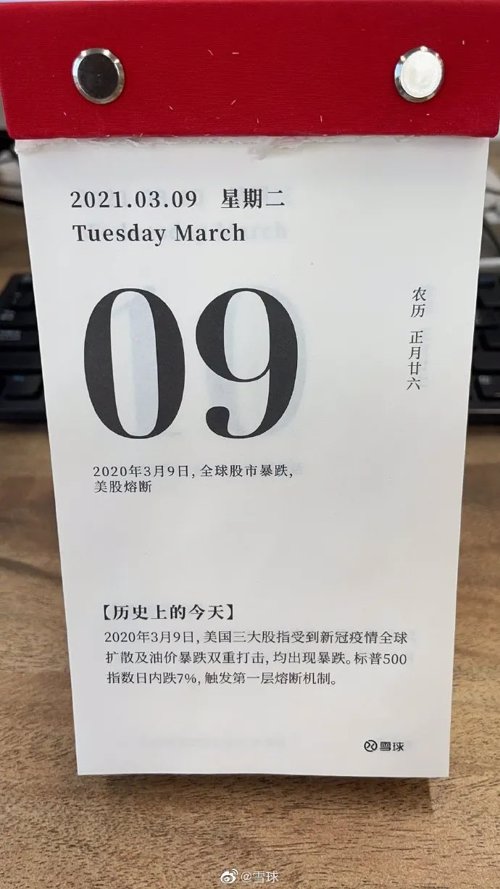 2021.03.09 星期二
Tuesday March
09
农历 正月廿六
2020年3月9日, 全球股市暴跌,
美股熔断
【历史上的今天】
2020年3月9日, 美国三大股指受到新冠疫情全球
扩散及油价暴跌双重打击, 均出现暴跌。标普500
指数日内跌7%, 触发第一层熔断机制。
雪球
@雪球